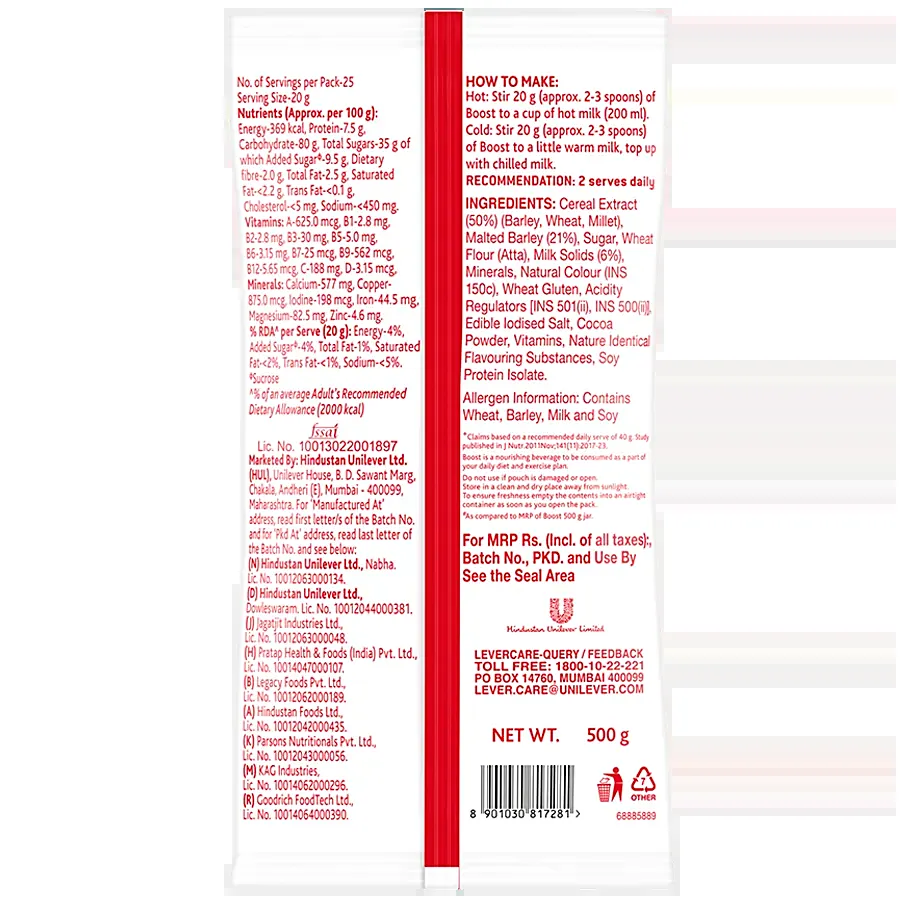 No. of Servings per Pack-25
Serving Size-20 g
Nutrients (Approx. per 100 g):
Energy-369 kcal, Protein-7.5 g,
Carbohydrate-80 g, Total Sugars-35 g of
which Added Sugar‡-9.5 g, Dietary
fibre-2.0 g, Total Fat-2.5 g, Saturated
Fat-<2.2 g, Trans Fat-<0.1 g,
Cholesterol-<5 mg, Sodium-<450 mg.
Vitamins: A-625.0 mcg, B1-2.8 mg,
B2-2.8 mg, B3-30 mg, B5-5.0 mg,
B6-3.15 mg, B7-25 mcg, B9-562 mcg,
B12-5.65 mcg, C-188 mg, D-3.15 mcg,
Minerals: Calcium-577 mg, Copper-
875.0 mcg, Iodine-198 mcg, Iron-44.5 mg,
Magnesium-82.5 mg, Zinc-4.6 mg.
% RDA^ per Serve (20 g): Energy-4%,
Added Sugar‡-4%, Total Fat-1%, Saturated
Fat-<2%, Trans Fat-<1%, Sodium-<5%.
‡Sucrose
^% of an average Adult's Recommended
Dietary Allowance (2000 kcal)
fssai
Lic. No. 10013022001897
Marketed By: Hindustan Unilever Ltd.
(HUL), Unilever House, B. D. Sawant Marg,
Chakala, Andheri (E), Mumbai - 400099,
Maharastra. For 'Manufactured At'
address, read first letter/s of the Batch No.
and for 'Pkd At' address, read last letter of
the Batch No. and see below:
(N) Hindustan Unilever Ltd., Nabha.
Lic. No. 10012063000134.
(D) Hindustan Unilever Ltd.,
Dowleswaram. Lic. No. 10012044000381.
(J) Jagatjit Industries Ltd.,
Lic. No. 10012063000048.
(H) Pratap Health & Foods (India) Pvt. Ltd.,
Lic. No. 10014047000107.
(B) Legacy Foods Pvt. Ltd.,
Lic. No. 10012062000189.
(A) Hindustan Foods Ltd.,
Lic. No. 10012042000435.
(K) Parsons Nutritionals Pvt. Ltd.,
Lic. No. 10012043000056.
(M) KAG Industries,
Lic. No. 10014062000296.
(R) Goodrich FoodTech Ltd.,
Lic. No. 10014064000390.
HOW TO MAKE:
Hot: Stir 20 g (approx. 2-3 spoons) of
Boost to a cup of hot milk (200 ml).
Cold: Stir 20 g (approx. 2-3 spoons)
of Boost to a little warm milk, top up
with chilled milk.
RECOMMENDATION: 2 serves daily
INGREDIENTS: Cereal Extract
(50%) (Barley, Wheat, Millet),
Malted Barley (21%), Sugar, Wheat
Flour (Atta), Milk Solids (6%),
Minerals, Natural Colour (INS
150c), Wheat Gluten, Acidity
Regulators [INS 501(ii), INS 500(ii)],
Edible Iodised Salt, Cocoa
Powder, Vitamins, Nature Identical
Flavouring Substances, Soy
Protein Isolate.
Allergen Information: Contains
Wheat, Barley, Milk and Soy
*Claims based on a recommended daily serve of 40 g. Study
published in J Nutr.2011Nov;141(11):2017-23.
Boost is a nourishing beverage to be consumed as a part of
your daily diet and exercise plan.
Do not use if pouch is damaged or open.
Store in a clean and dry place away from sunlight.
To ensure freshness empty the contents into an airtight
container as soon as you open the pack.
#As compared to MRP of Boost 500 g jar.
For MRP Rs. (Incl. of all taxes):,
Batch No., PKD. and Use By
See the Seal Area
Hindustan Unilever Limited
LEVERCARE-QUERY / FEEDBACK
TOLL FREE: 1800-10-22-221
PO BOX 14760, MUMBAI 400099
LEVER.CARE@UNILEVER.COM
NET WT. 500 g
8 901030 817281 >
7
OTHER
68885889